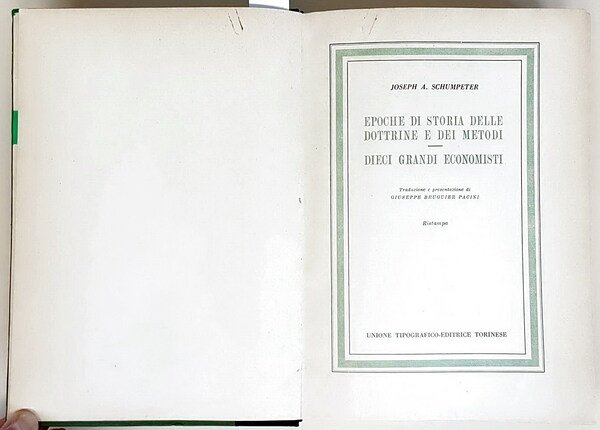 JOSEPH A. SCHUMPETER
EPOCHE DI STORIA DELLE
DOTTRINE E DEI METODI
DIECI GRANDI ECONOMISTI
Traduzione e presentazione di
GIUSEPPE BRUGUIER PACINI
Ristampa
UNIONE TIPOGRAFICO-EDITRICE TORINESE